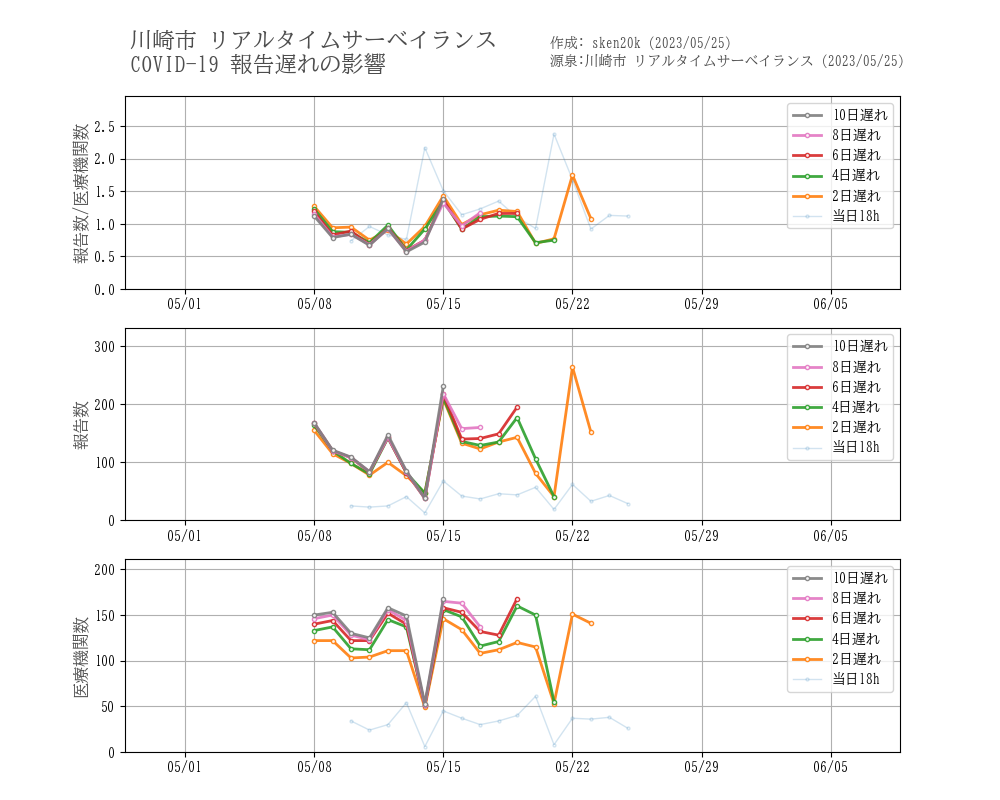 川崎市 リアルタイムサーベイランス
COVID-19 報告遅れの影響
作成: sken20k (2023/05/25)
源泉:川崎市 リアルタイムサーベイランス (2023/05/25)
報告数/医療機関数
2.5
2.0
1.5
1.0
0.5
0.0
05/01
05/08
05/15
05/22
05/29
06/05
10日遅れ
8日遅れ
6日遅れ
4日遅れ
2日遅れ
当日18h
報告数
300
200
100
0
05/01
05/08
05/15
05/22
05/29
06/05
10日遅れ
8日遅れ
6日遅れ
4日遅れ
2日遅れ
当日18h
医療機関数
200
150
100
50
0
05/01
05/08
05/15
05/22
05/29
06/05
10日遅れ
8日遅れ
6日遅れ
4日遅れ
2日遅れ
当日18h